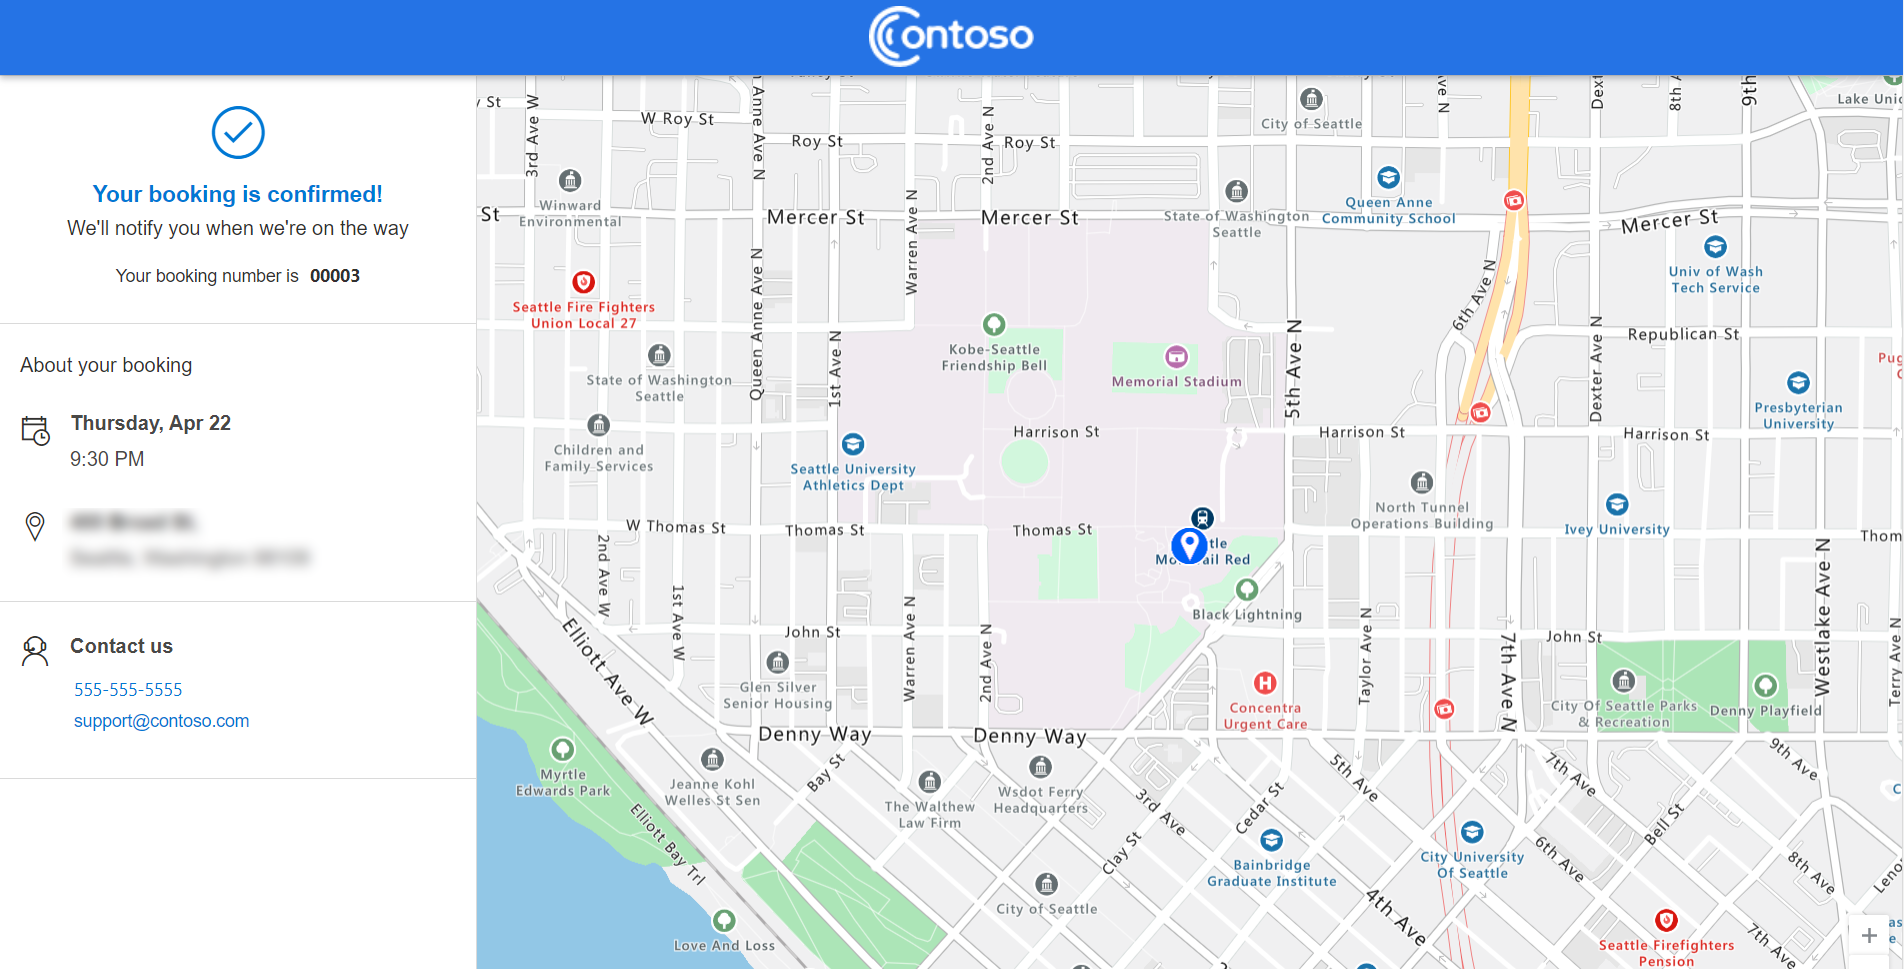 Contoso
Your booking is confirmed!
We'll notify you when we're on the way
Your booking number is 00003
About your booking
Thursday, Apr 22
9:30 PM
Contact us
555-555-5555
support@contoso.com
St
3rd Ave W
W Roy St
Roy St
2nd Ave N
Roy St
City of Seattle
Ave N
8th
9th
Lake
Winward
Environmental
St
Mercer St
Warren Ave N
Mercer St
State of Washington
Seattle
Queen Anne
Community School
Mercer St
Univ of Wash
Tech Service
Seattle Fire Fighters
Union Local 27
Queen Anne Ave N
1st Ave N
Kobe-Seattle
Friendship Bell
Memorial Stadium
5th Ave N
6th Ave N
Republican St
Dexter Ave N
State of Washington
Seattle
Children and
Family Services
Seattle University
Athletics Dept
Harrison St
Harrison St
Harrison St
Presbyterian
University
North Tunnel
Operations Building
Ivey University
W Thomas St
Thomas St
Thomas St
Red
Black Lightning
2nd Ave W
1st Ave W
Elliott Ave W
John St
Warren Ave N
2nd Ave N
John St
Taylor Ave N
7th Ave N
Westlake Ave N
Terry Ave N
Glen Silver
Senior Housing
Concentra
Urgent Care
City Of Seattle Parks
& Recreation
Denny Playfield
Denny Way
Denny Way
Myrtle
Edwards Park
Jeanne Kohl
Welles St Sen
Bay St
The Walthew
Law Firm
Wsdot Ferry
Headquarters
3rd Ave
Cedar St
5th Ave
7th Ave
9th Ave
Elliott Bay Trl
Clay St
Bainbridge
Graduate Institute
City University
Of Seattle
6th Ave
Bell St
8th Ave
City of Seattle
4th Ave
7th Ave
Love And Loss
Seattle Firefighters
Pension